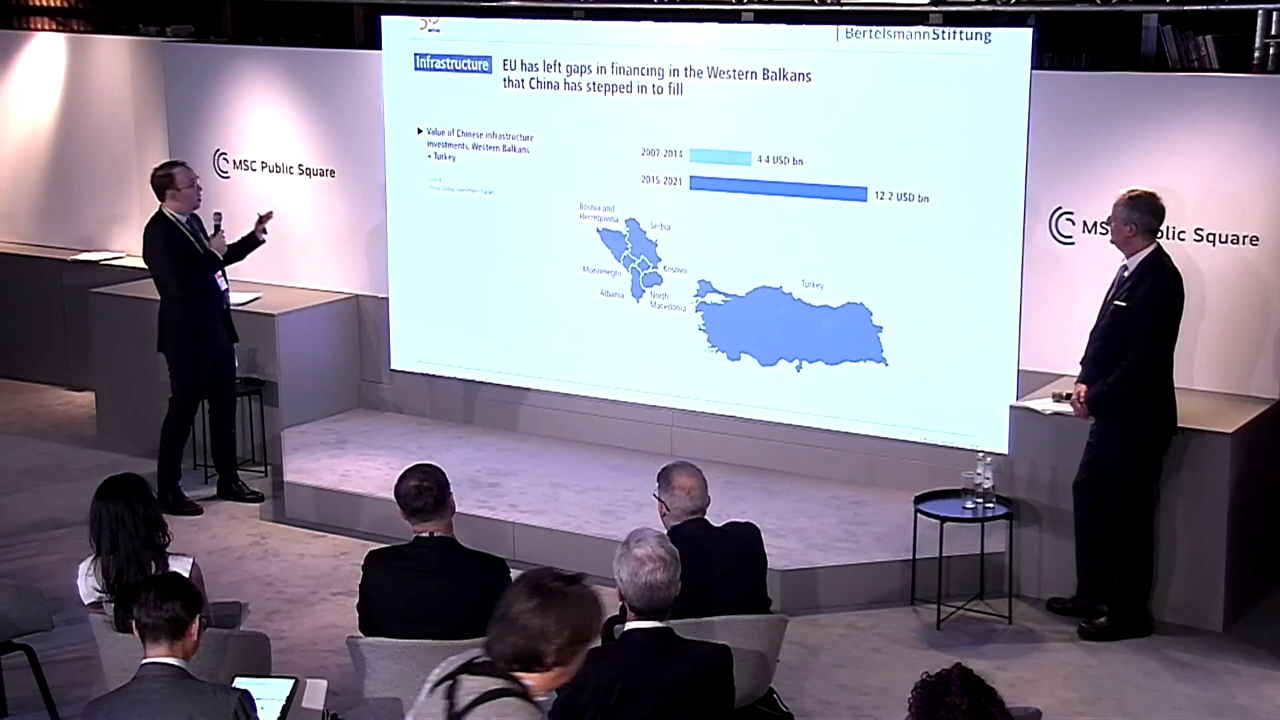 BertelsmannStiftung
Infrastructure
EU has left gaps in financing in the Western Balkans
that China has stepped in to fill
Value of Chinese infrastructure
investments, Western Balkans
+ Turkey
2007-2014
4.4 USD bn
2015-2021
12.2 USD bn
Bosnia and
Herzegovina
Serbia
Montenegro
Kosovo
Albania
North
Macedonia
Turkey
MSC Public Square
MS blic Square